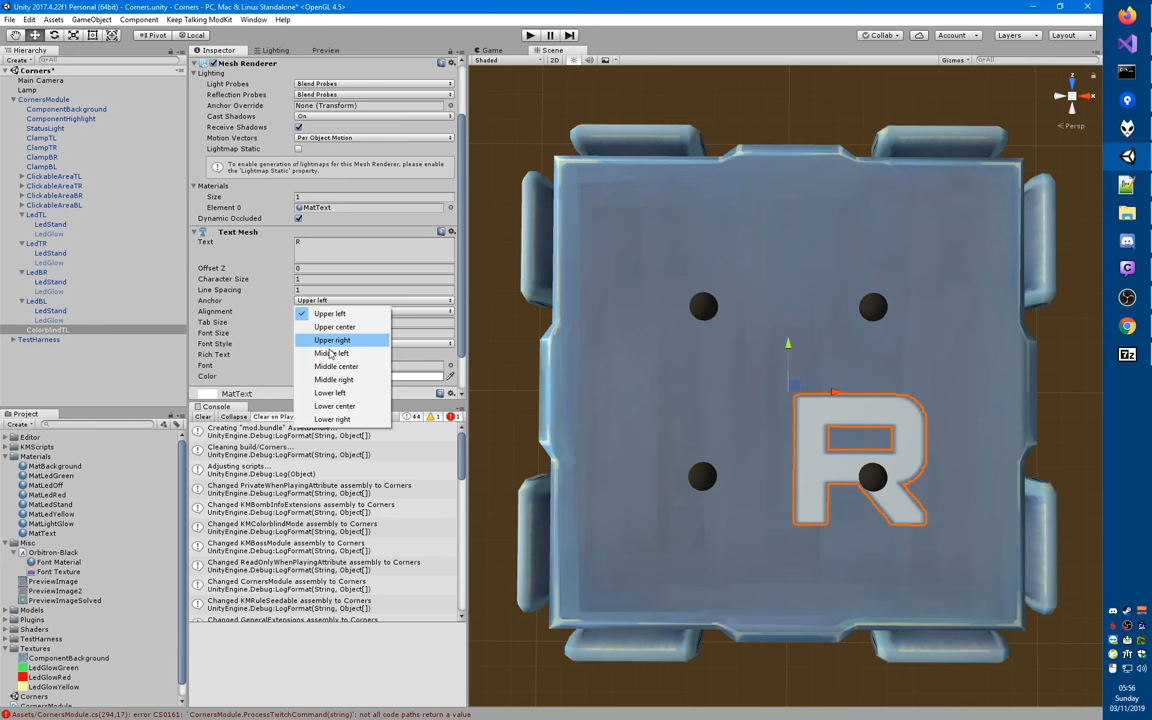 Unity 2017.4.22f1 Personal (64bit) - Corners.unity - Corners - PC, Mac & Linux Standalone* <OpenGL 4.5>
File Edit Assets GameObject Component Keep Talking ModKit Window Help
Pivot Local Collab Account Layers Layout
Hierarchy
Create All
Corners*
Main Camera
Lamp
CornersModule
ComponentBackground
ComponentHighlight
StatusLight
ClampTL
ClampTR
ClampBR
ClampBL
ClickableAreaTL
ClickableAreaTR
ClickableAreaBR
ClickableAreaBL
LedTL
LedStand
LedGlow
LedTR
LedStand
LedGlow
LedBR
LedStand
LedGlow
LedBL
LedStand
LedGlow
ColorblindTL
TestHarness
Project
Create
Editor
KMScripts
Materials
MatBackground
MatLedGreen
MatLedOff
MatLedRed
MatLedStand
MatLedYellow
MatLightGlow
MatText
Misc
Orbitron-Black
Font Material
Font Texture
PreviewImage
PreviewImage2
PreviewImageSolved
Models
Plugins
Shaders
TestHarness
Textures
ComponentBackground
LedGlowGreen
LedGlowRed
LedGlowYellow
Corners
CornersModule
Inspector Lighting Preview
Mesh Renderer
Lighting
Light Probes Blend Probes
Reflection Probes Blend Probes
Anchor Override None (Transform)
Cast Shadows On
Receive Shadows
Motion Vectors Per Object Motion
Lightmap Static
To enable generation of lightmaps for this Mesh Renderer, please enable
the 'Lightmap Static' property.
Materials
Size 1
Element 0 MatText
Dynamic Occluded
Text Mesh
Text R
Offset Z 0
Character Size 1
Line Spacing 1
Anchor Upper left
Alignment
Tab Size
Font Size
Font Style
Rich Text
Font
Color
Upper left
Upper center
Upper right
Middle left
Middle center
Middle right
Lower left
Lower center
Lower right
MatText
Console
Clear Collapse Clear on Play 44 1 1
Creating "mod.bundle" AssetBundle...
UnityEngine.Debug:LogFormat(String, Object[])
Cleaning build/Corners...
UnityEngine.Debug:LogFormat(String, Object[])
Adjusting scripts...
UnityEngine.Debug:Log(Object)
Changed PrivateWhenPlayingAttribute assembly to Corners
UnityEngine.Debug:LogFormat(String, Object[])
Changed KMBombInfoExtensions assembly to Corners
UnityEngine.Debug:LogFormat(String, Object[])
Changed KMColorblindMode assembly to Corners
UnityEngine.Debug:LogFormat(String, Object[])
Changed KMBossModule assembly to Corners
UnityEngine.Debug:LogFormat(String, Object[])
Changed ReadOnlyWhenPlayingAttribute assembly to Corners
UnityEngine.Debug:LogFormat(String, Object[])
Changed CornersModule assembly to Corners
UnityEngine.Debug:LogFormat(String, Object[])
Changed KMRuleSeedable assembly to Corners
UnityEngine.Debug:LogFormat(String, Object[])
Changed GeneralExtensions assembly to Corners
UnityEngine.Debug:LogFormat(String, Object[])
Game Scene
Shaded 2D Gizmos All
z
x
Persp
R
05:56
Sunday
03/11/2019
Assets/CornersModule.cs(294,17): error CS0161: `CornersModule.ProcessTwitchCommand(string)': not all code paths return a value